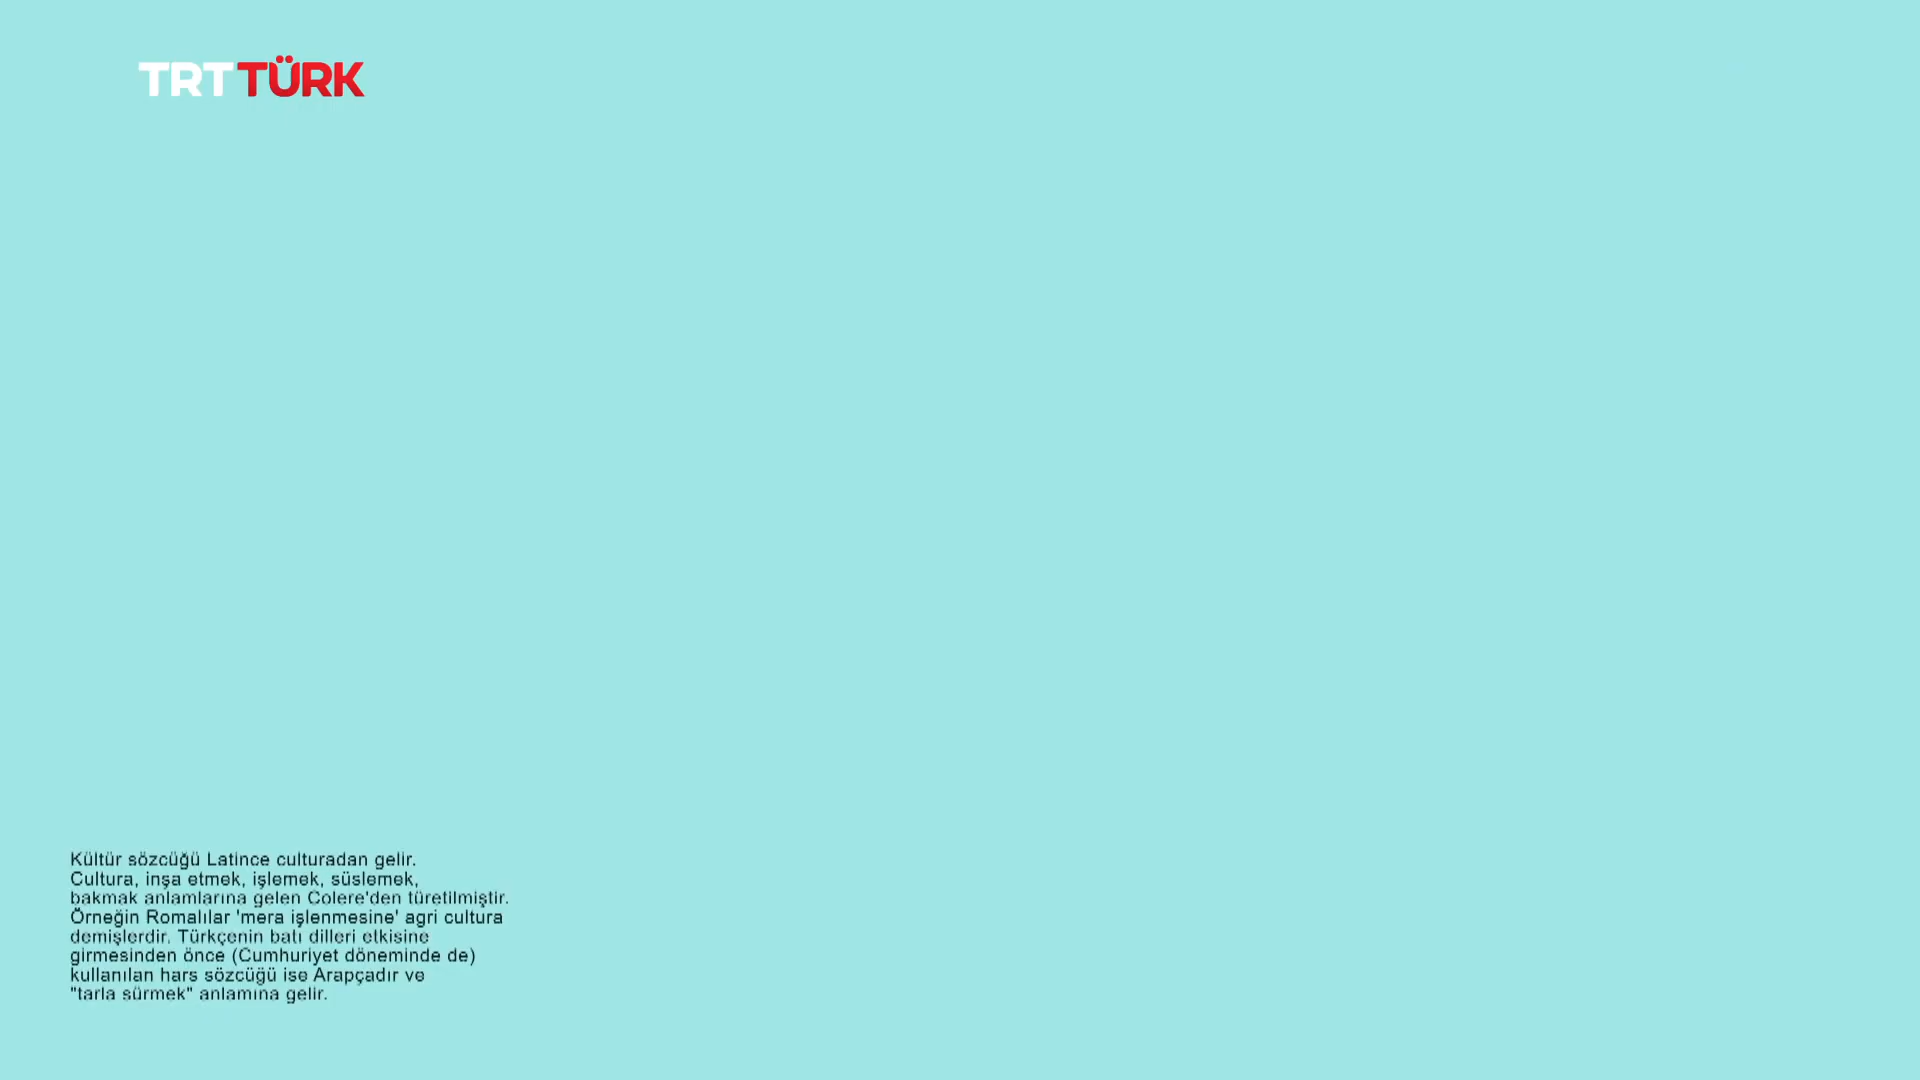 TRT TÜRK
Kültür sözcüğü Latince culturadan gelir.
Cultura, inşa etmek, işlemek, süslemek,
bakmak anlamlarına gelen Colere'den türetilmiştir.
Örneğin Romalılar 'mera işlenmesine' agri cultura
demişlerdir. Türkçenin batı dilleri etkisine
girmesinden önce (Cumhuriyet döneminde de)
kullanılan hars sözcüğü ise Arapçadır ve
"tarla sürmek" anlamına gelir.